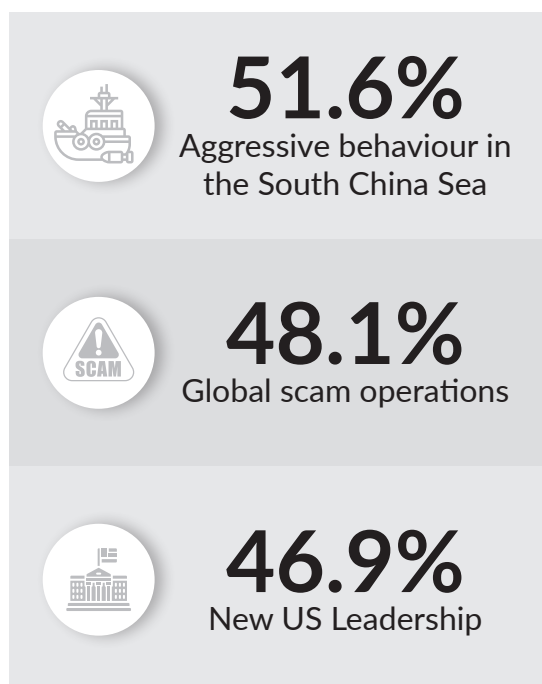 51.6%
Aggressive behaviour in
the South China Sea
SCAM
48.1%
Global scam operations
46.9%
New US Leadership